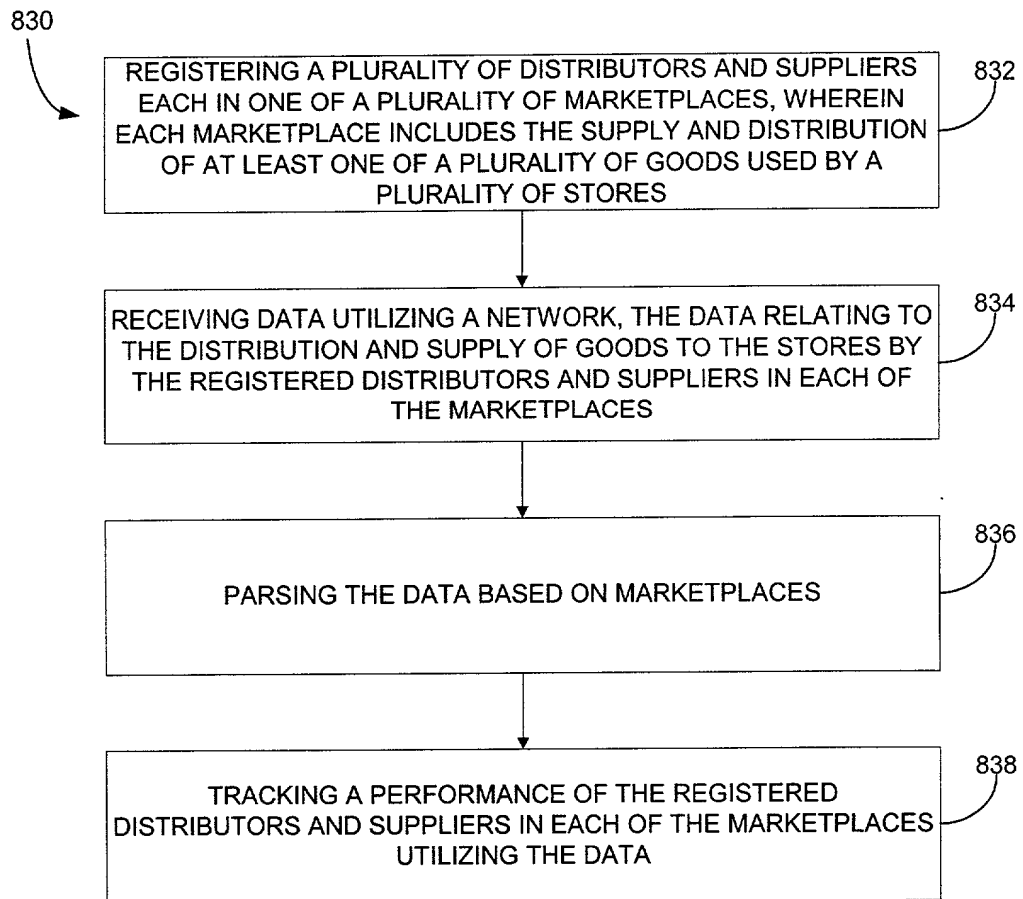 830
REGISTERING A PLURALITY OF DISTRIBUTORS AND SUPPLIERS
EACH IN ONE OF A PLURALITY OF MARKETPLACES, WHEREIN
EACH MARKETPLACE INCLUDES THE SUPPLY AND DISTRIBUTION
OF AT LEAST ONE OF A PLURALITY OF GOODS USED BY A
PLURALITY OF STORES
832
RECEIVING DATA UTILIZING A NETWORK, THE DATA RELATING TO
THE DISTRIBUTION AND SUPPLY OF GOODS TO THE STORES BY
THE REGISTERED DISTRIBUTORS AND SUPPLIERS IN EACH OF
THE MARKETPLACES
834
PARSING THE DATA BASED ON MARKETPLACES
836
TRACKING A PERFORMANCE OF THE REGISTERED
DISTRIBUTORS AND SUPPLIERS IN EACH OF THE MARKETPLACES
UTILIZING THE DATA
838